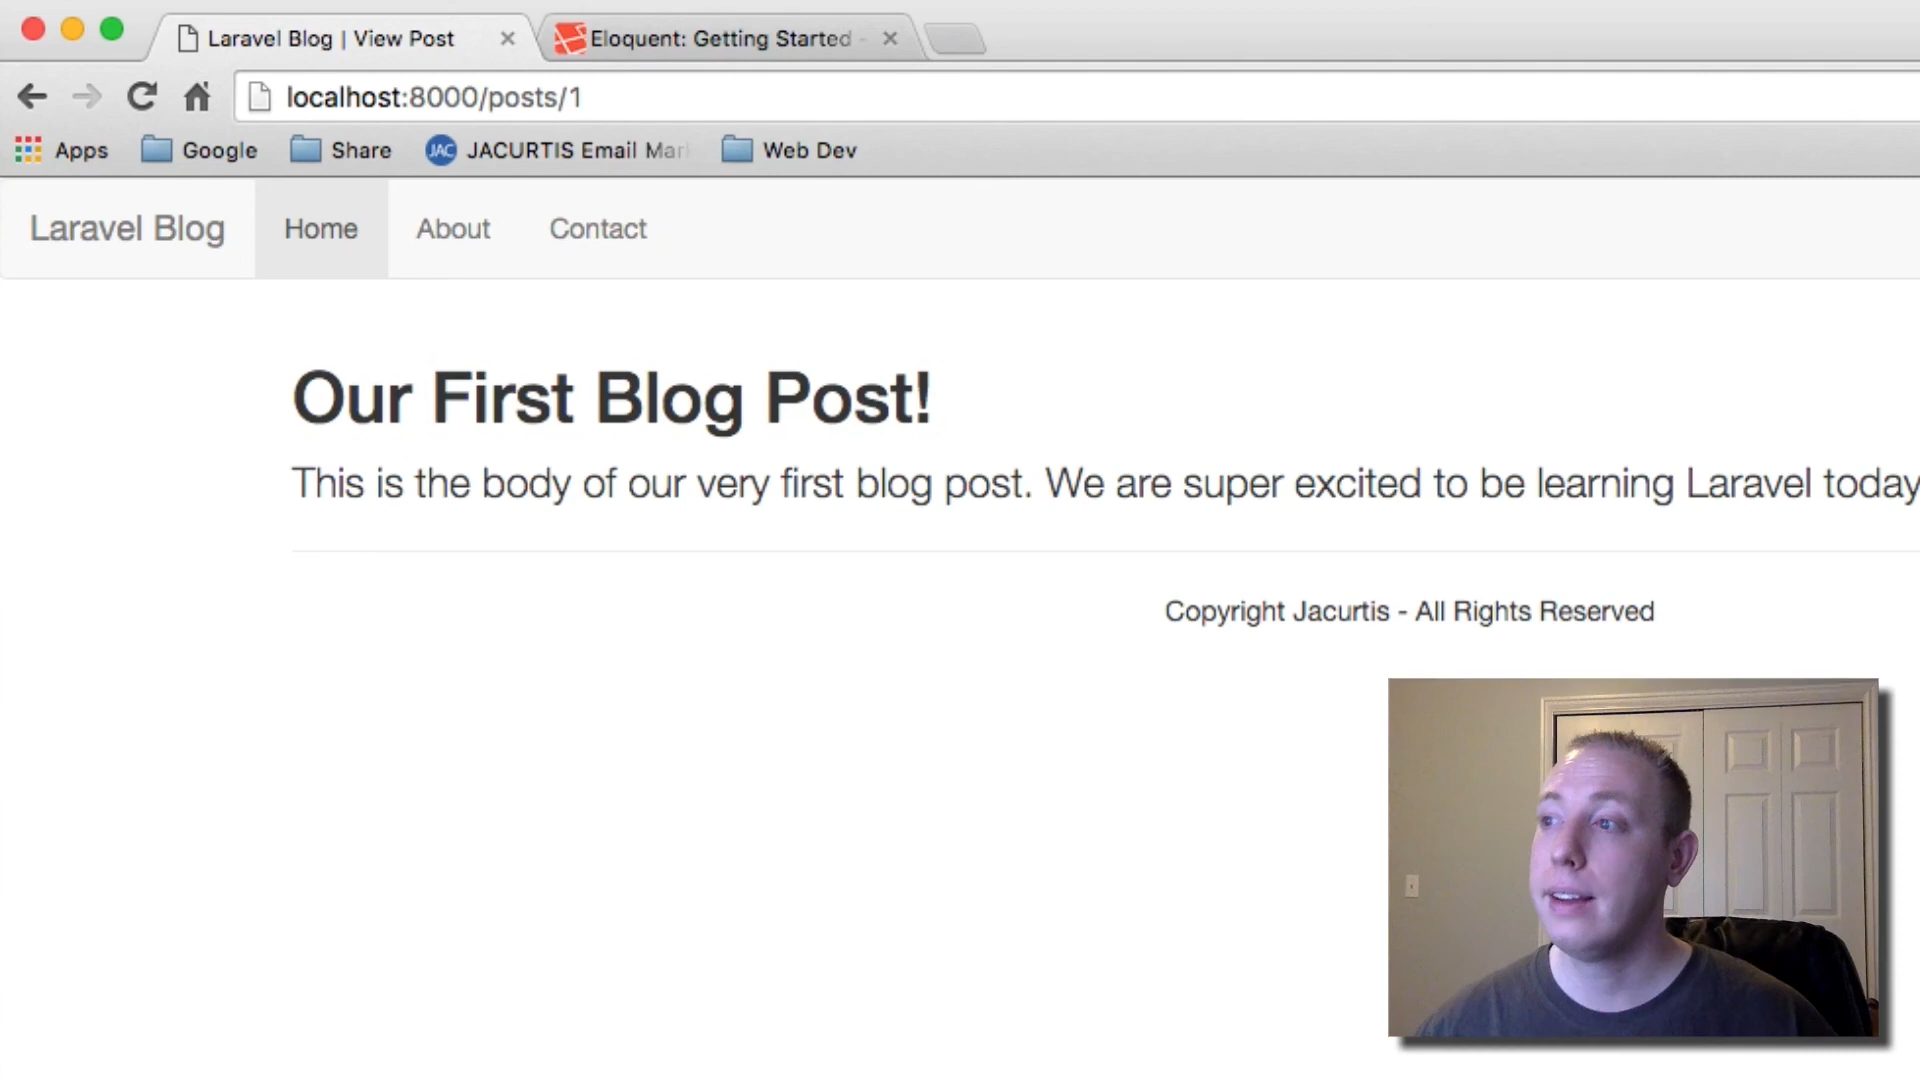 Laravel Blog | View Post
Eloquent: Getting Started -
localhost:8000/posts/1
Apps
Google
Share
JAC
JACURTIS Email Mar
Web Dev
Laravel Blog
Home
About
Contact
Our First Blog Post!
This is the body of our very first blog post. We are super excited to be learning Laravel today
Copyright Jacurtis - All Rights Reserved